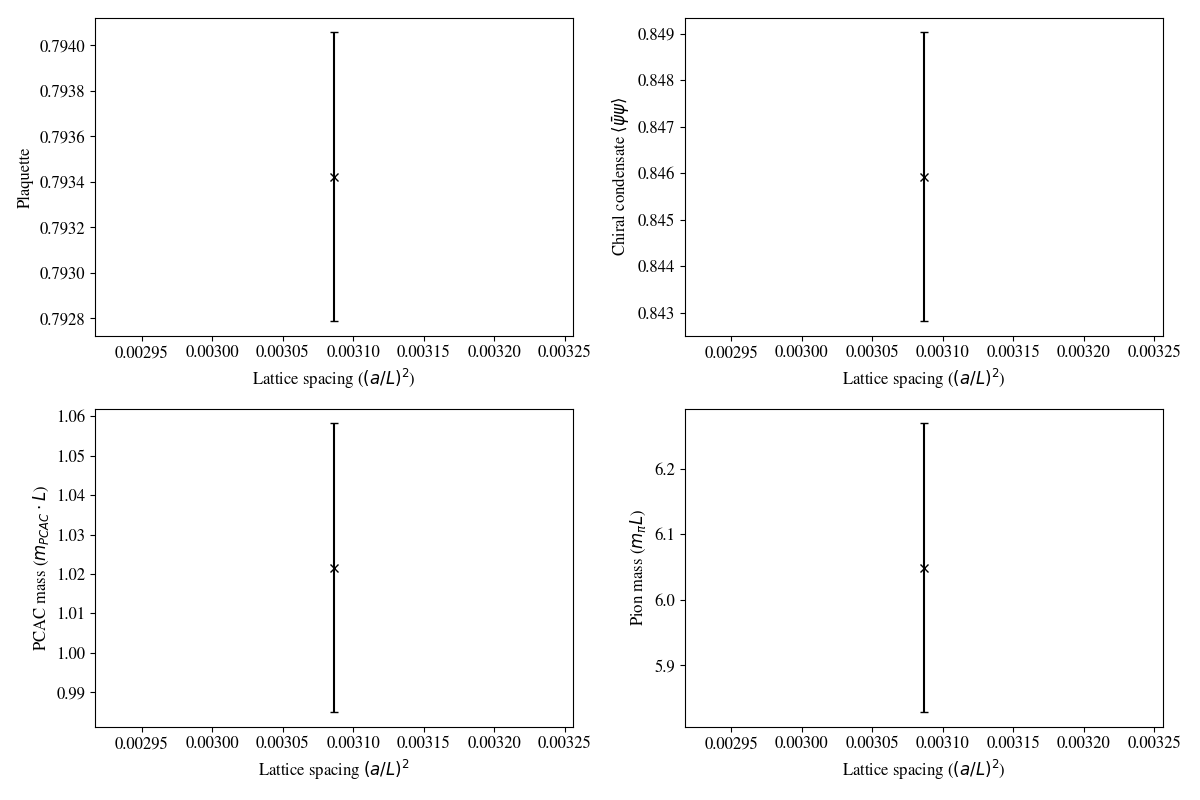 Plaquette
0.7940
0.7938
0.7936
0.7934
0.7932
0.7930
0.7928
0.00295 0.00300 0.00305 0.00310 0.00315 0.00320 0.00325
Lattice spacing ((a/L)²)
Chiral condensate ⟨ψ̄ψ⟩
0.849
0.848
0.847
0.846
0.845
0.844
0.843
0.00295 0.00300 0.00305 0.00310 0.00315 0.00320 0.00325
Lattice spacing ((a/L)²)
PCAC mass (m_{PCAC} · L)
1.06
1.05
1.04
1.03
1.02
1.01
1.00
0.99
0.00295 0.00300 0.00305 0.00310 0.00315 0.00320 0.00325
Lattice spacing (a/L)²
Pion mass (m_π L)
6.2
6.1
6.0
5.9
0.00295 0.00300 0.00305 0.00310 0.00315 0.00320 0.00325
Lattice spacing ((a/L)²)